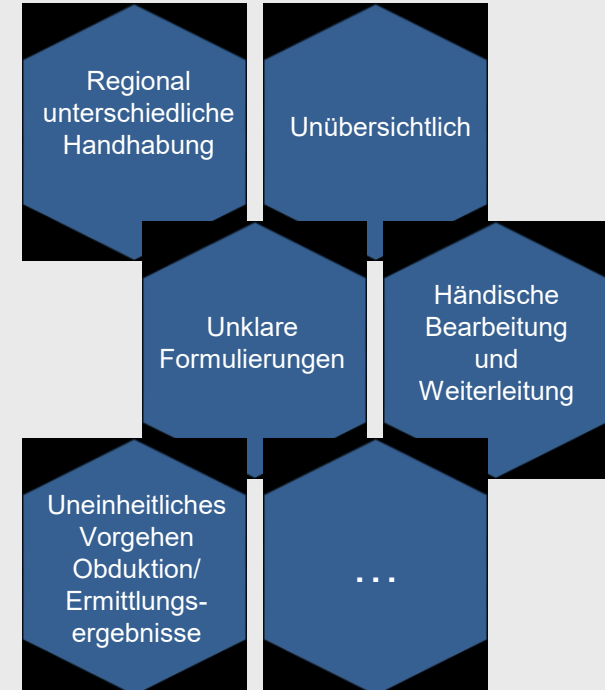 Regional
unterschiedliche
Handhabung
Unübersichtlich
Unklare
Formulierungen
Händische
Bearbeitung
und
Weiterleitung
Uneinheitliches
Vorgehen
Obduktion/
Ermittlungs-
ergebnisse
...